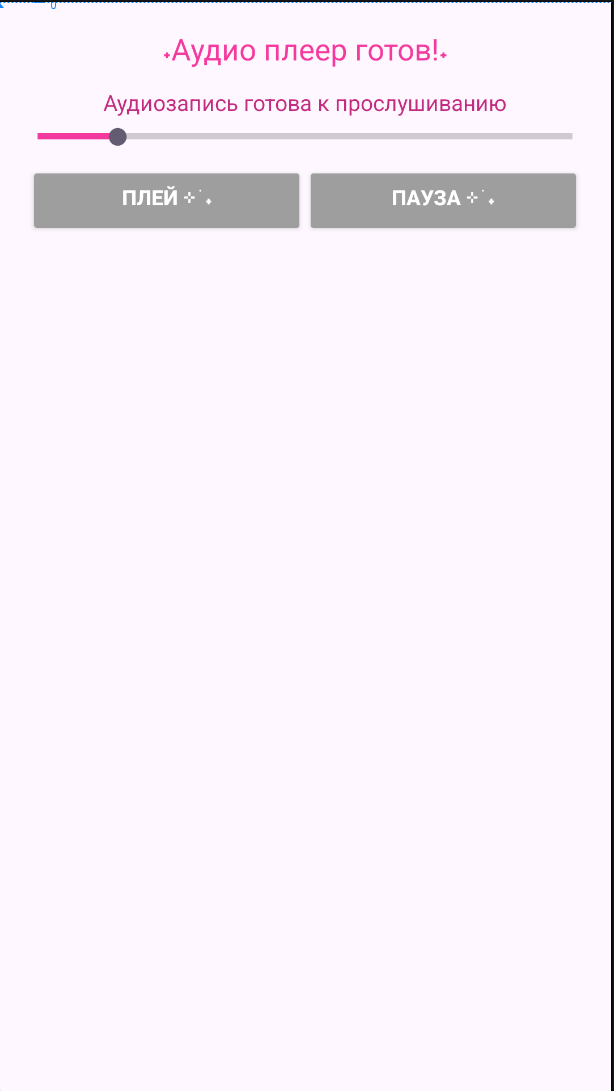 ˖Аудио плеер готов!˖
Аудиозапись готова к прослушиванию
ПЛЕЙ ⊹ ࣪ ˖
ПАУЗА ⊹ ࣪ ˖